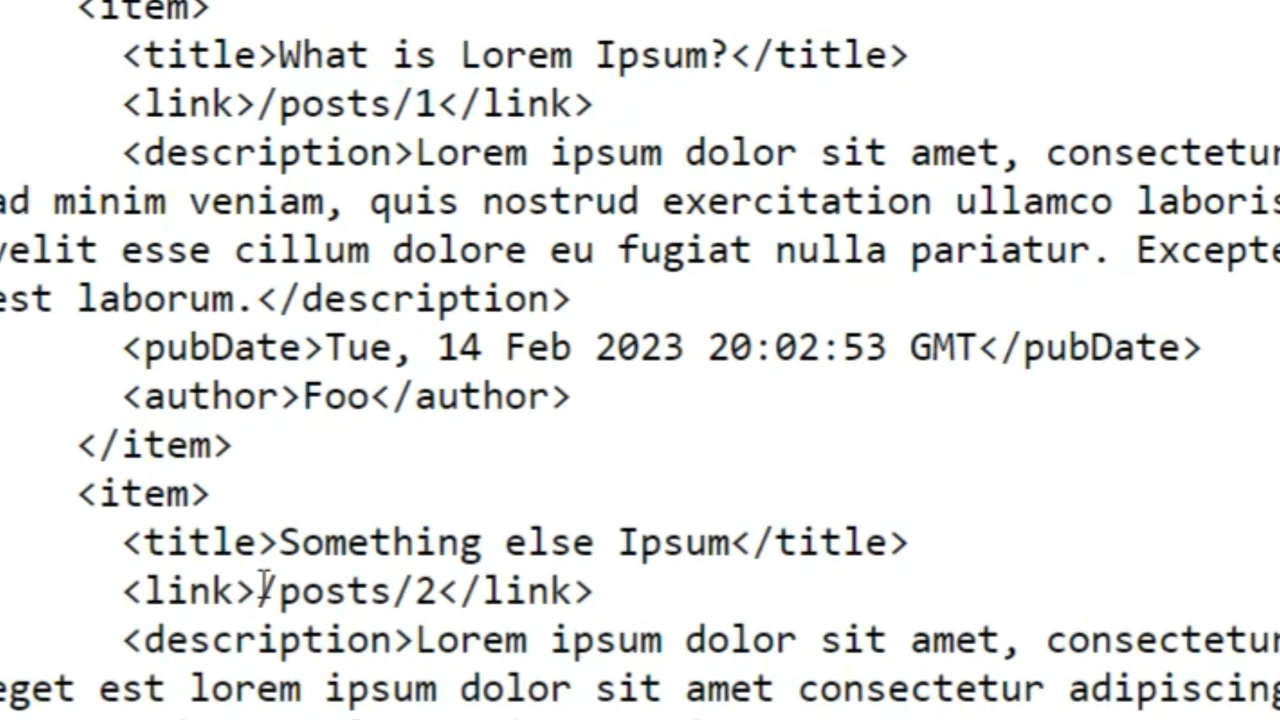 <item>
<title>What is Lorem Ipsum?</title>
<link>/posts/1</link>
<description>Lorem ipsum dolor sit amet, consectetur
ad minim veniam, quis nostrud exercitation ullamco laboris
velit esse cillum dolore eu fugiat nulla pariatur. Excepte
est laborum.</description>
<pubDate>Tue, 14 Feb 2023 20:02:53 GMT</pubDate>
<author>Foo</author>
</item>
<item>
<title>Something else Ipsum</title>
<link>/posts/2</link>
<description>Lorem ipsum dolor sit amet, consectetur
eget est lorem ipsum dolor sit amet consectetur adipiscing